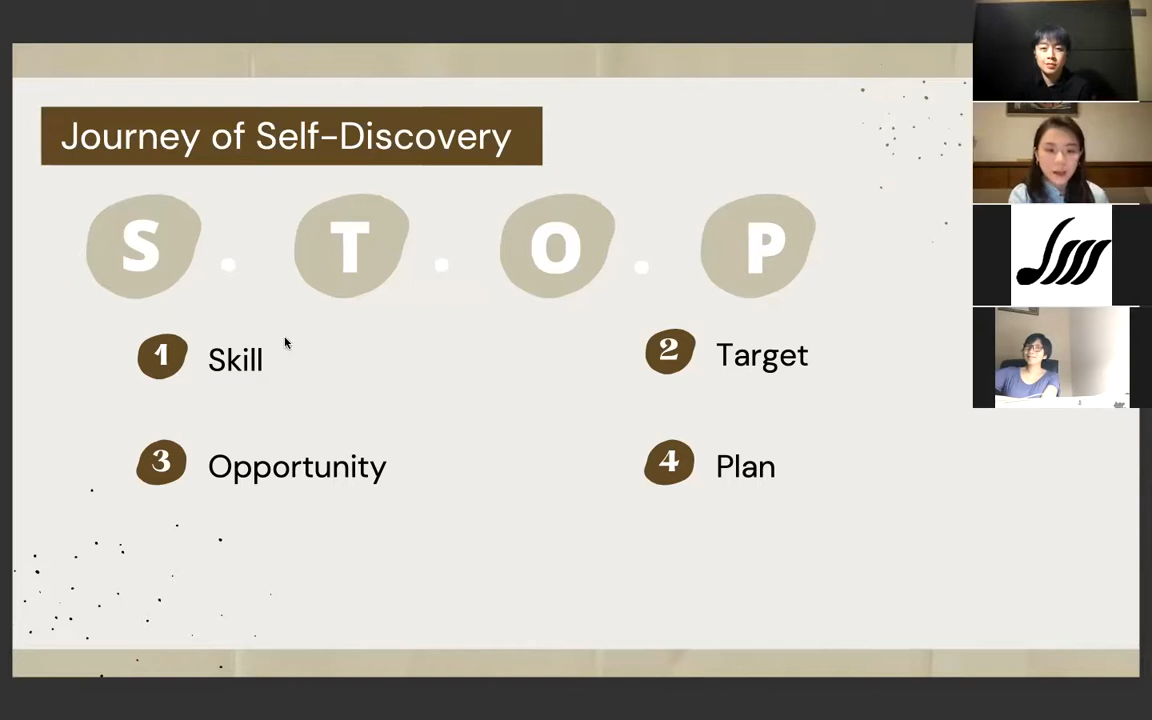 Journey of Self-Discovery
S . T . O . P
1 Skill
2 Target
3 Opportunity
4 Plan